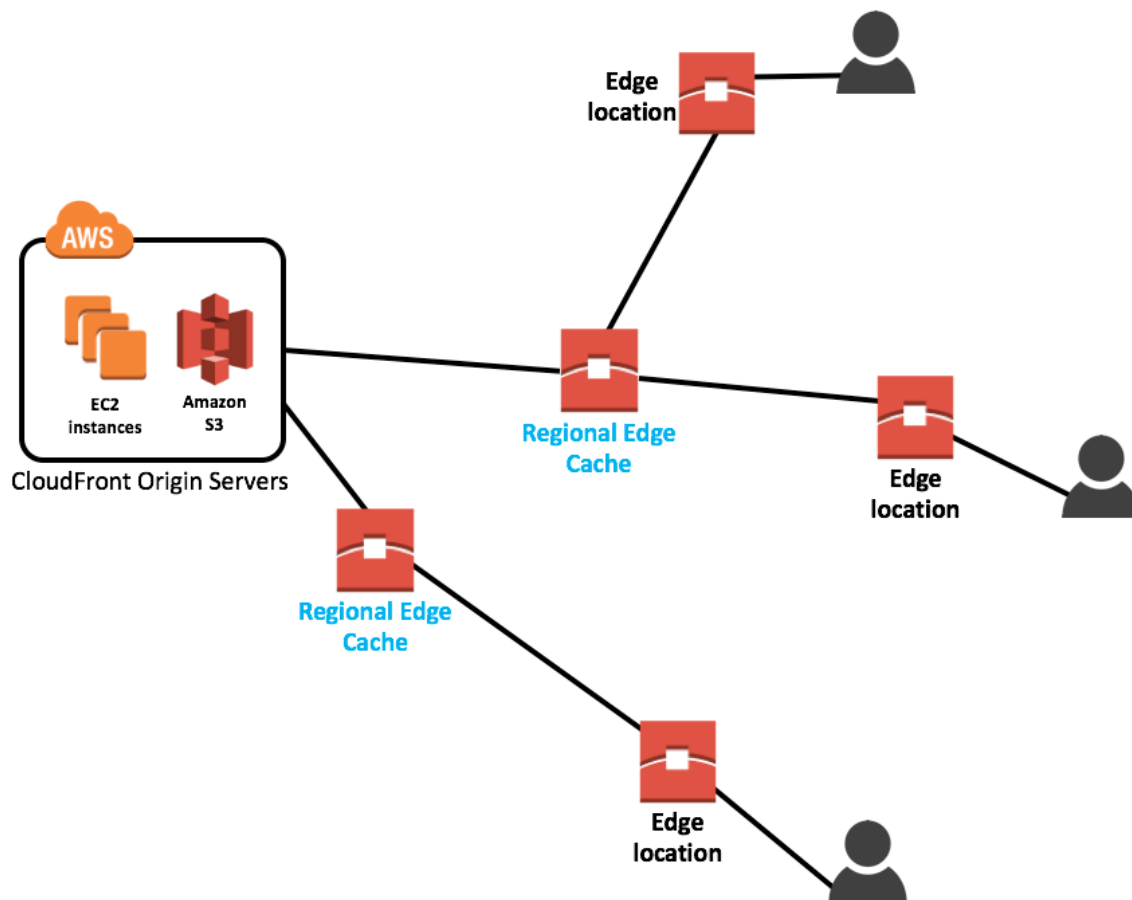 Edge
location
AWS
EC2
instances
Amazon
S3
CloudFront Origin Servers
Regional Edge
Cache
Edge
location
Regional Edge
Cache
Edge
location